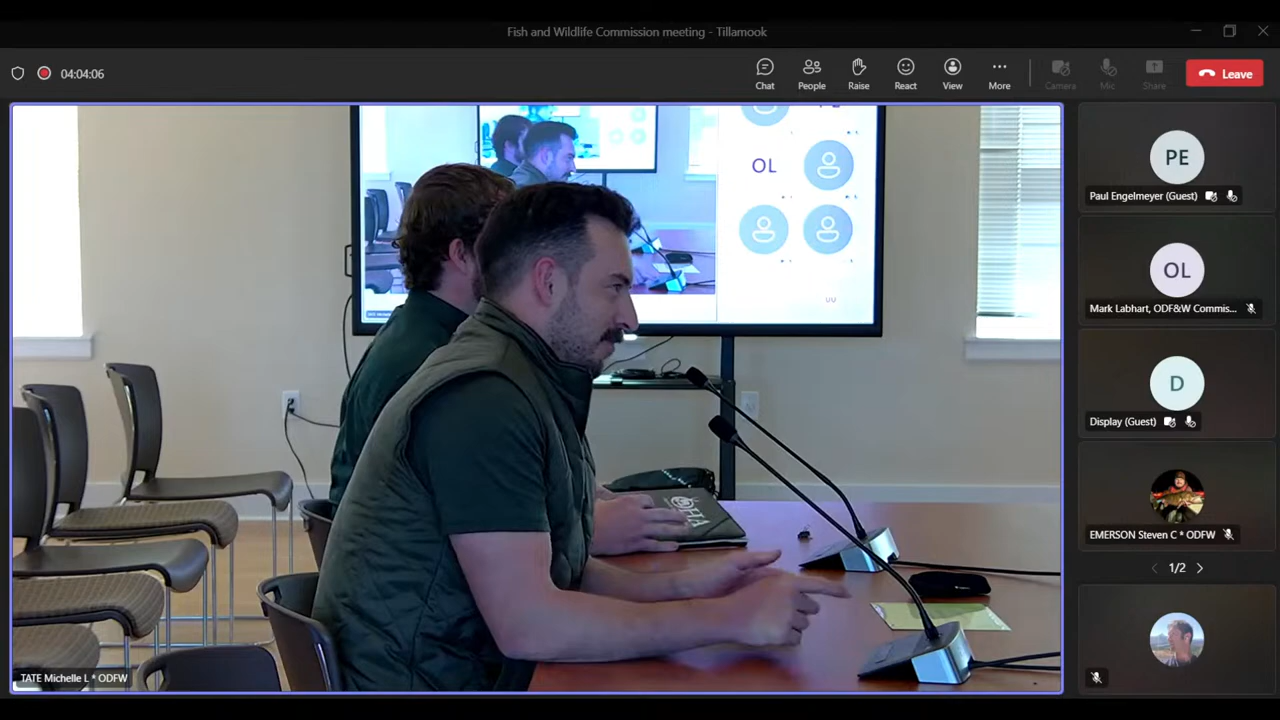 Fish and Wildlife Commission meeting - Tillamook
04:04:06
Chat
People
Raise
React
View
More
Camera
Mic
Share
Leave
OL
OHA
PE
Paul Engelmeyer (Guest)
OL
Mark Labhart, ODF&W Commis...
D
Display (Guest)
EMERSON Steven C * ODFW
1/2
TATE Michelle L * ODFW